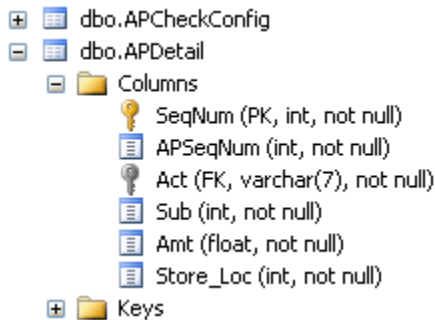 dbo.APCheckConfig
dbo.APDetail
Columns
SeqNum (PK, int, not null)
APSeqNum (int, not null)
Act (FK, varchar(7), not null)
Sub (int, not null)
Amt (float, not null)
Store_Loc (int, not null)
Keys